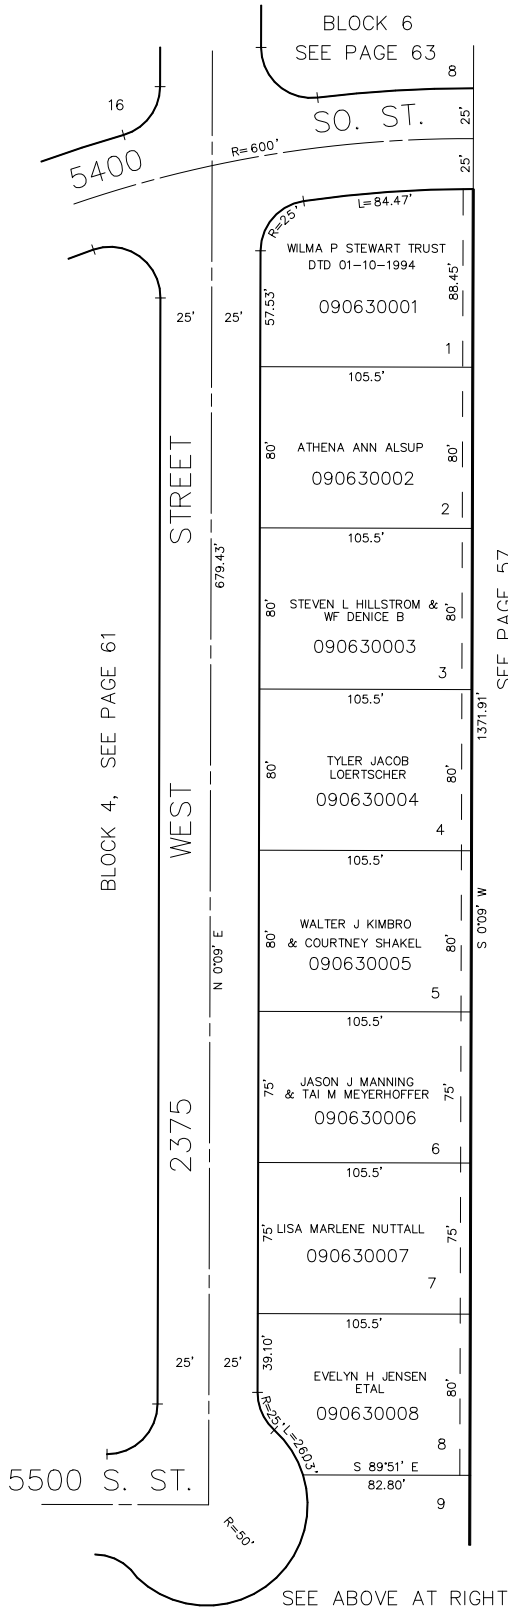 BLOCK 6
SEE PAGE 63
8
16
SO. ST.
25'
5400
R=600'
25'
L=84.47'
R=25'
WILMA P STEWART TRUST
DTD 01-10-1994
88.45'
57.53'
090630001
25'
25'
1
105.5'
STREET
80'
ATHENA ANN ALSUP
80'
090630002
2
105.5'
679.43'
SEE PAGE 57
80'
STEVEN L HILLSTROM &
WF DENICE B
80'
090630003
3
BLOCK 4, SEE PAGE 61
105.5'
1371.91'
80'
TYLER JACOB
LOERTSCHER
80'
090630004
WEST
4
105.5'
N 0°09' E
S 0°09' W
80'
WALTER J KIMBRO
& COURTNEY SHAKEL
80'
090630005
5
105.5'
75'
JASON J MANNING
& TAI M MEYERHOFFER
75'
090630006
2375
6
105.5'
75'
LISA MARLENE NUTTALL
75'
090630007
7
105.5'
25'
25'
39.10'
EVELYN H JENSEN
ETAL
80'
090630008
R=25'
L=26.03'
8
S 89°51' E
82.80'
5500 S. ST.
9
R=50'
SEE ABOVE AT RIGHT